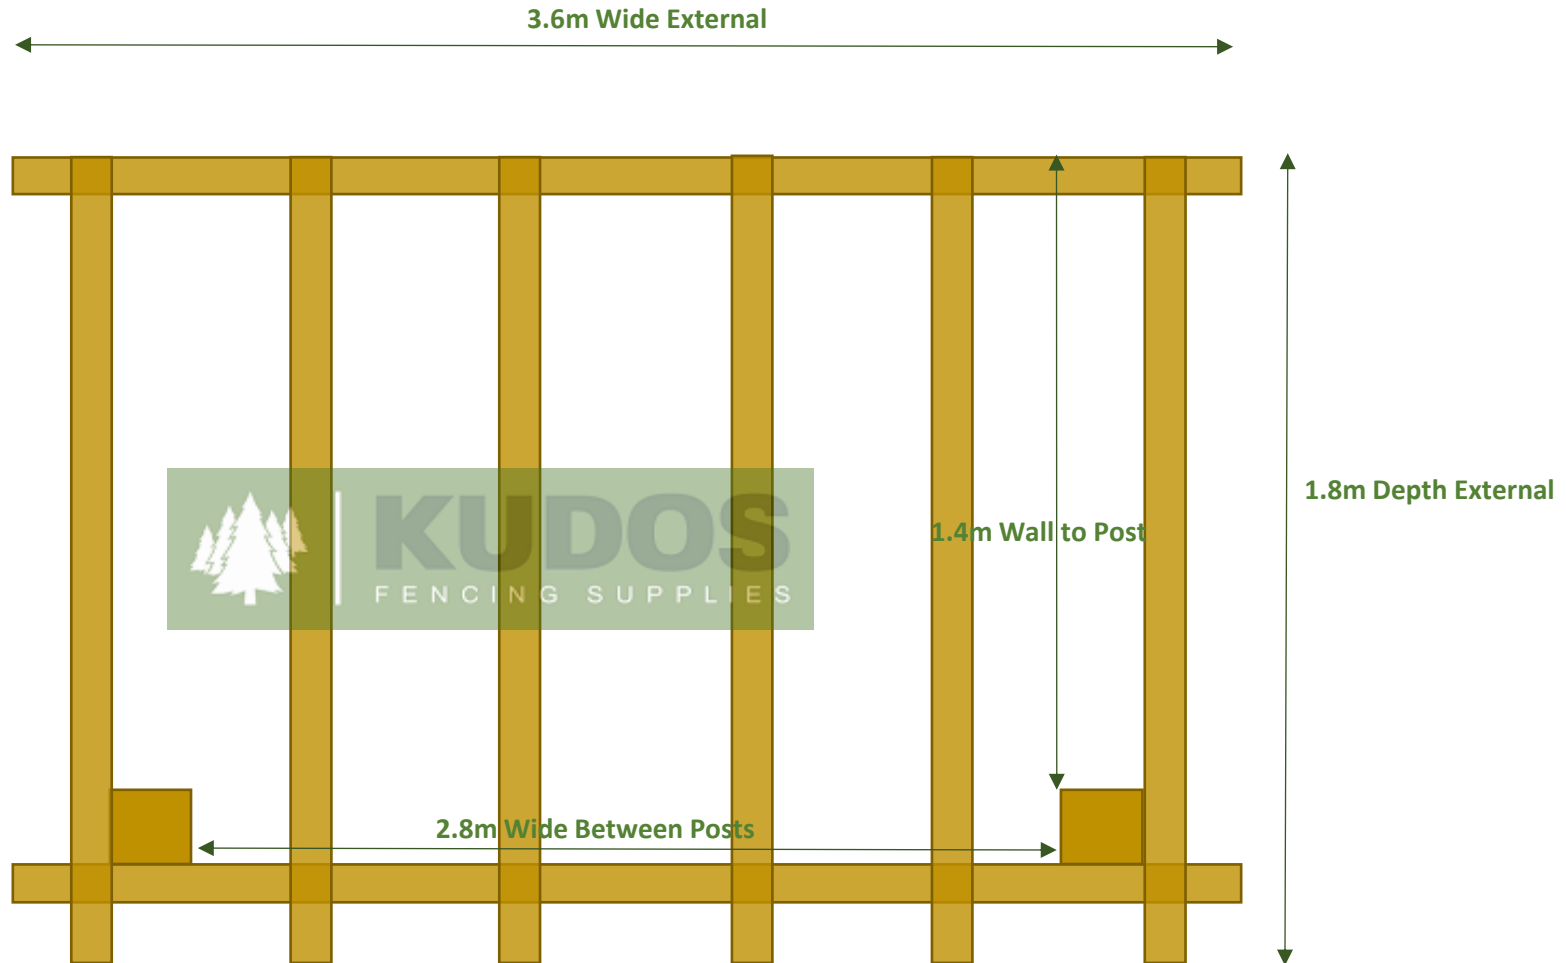 3.6m Wide External
1.8m Depth External
KUDOS
FENCING SUPPLIES
1.4m Wall to Post
2.8m Wide Between Posts